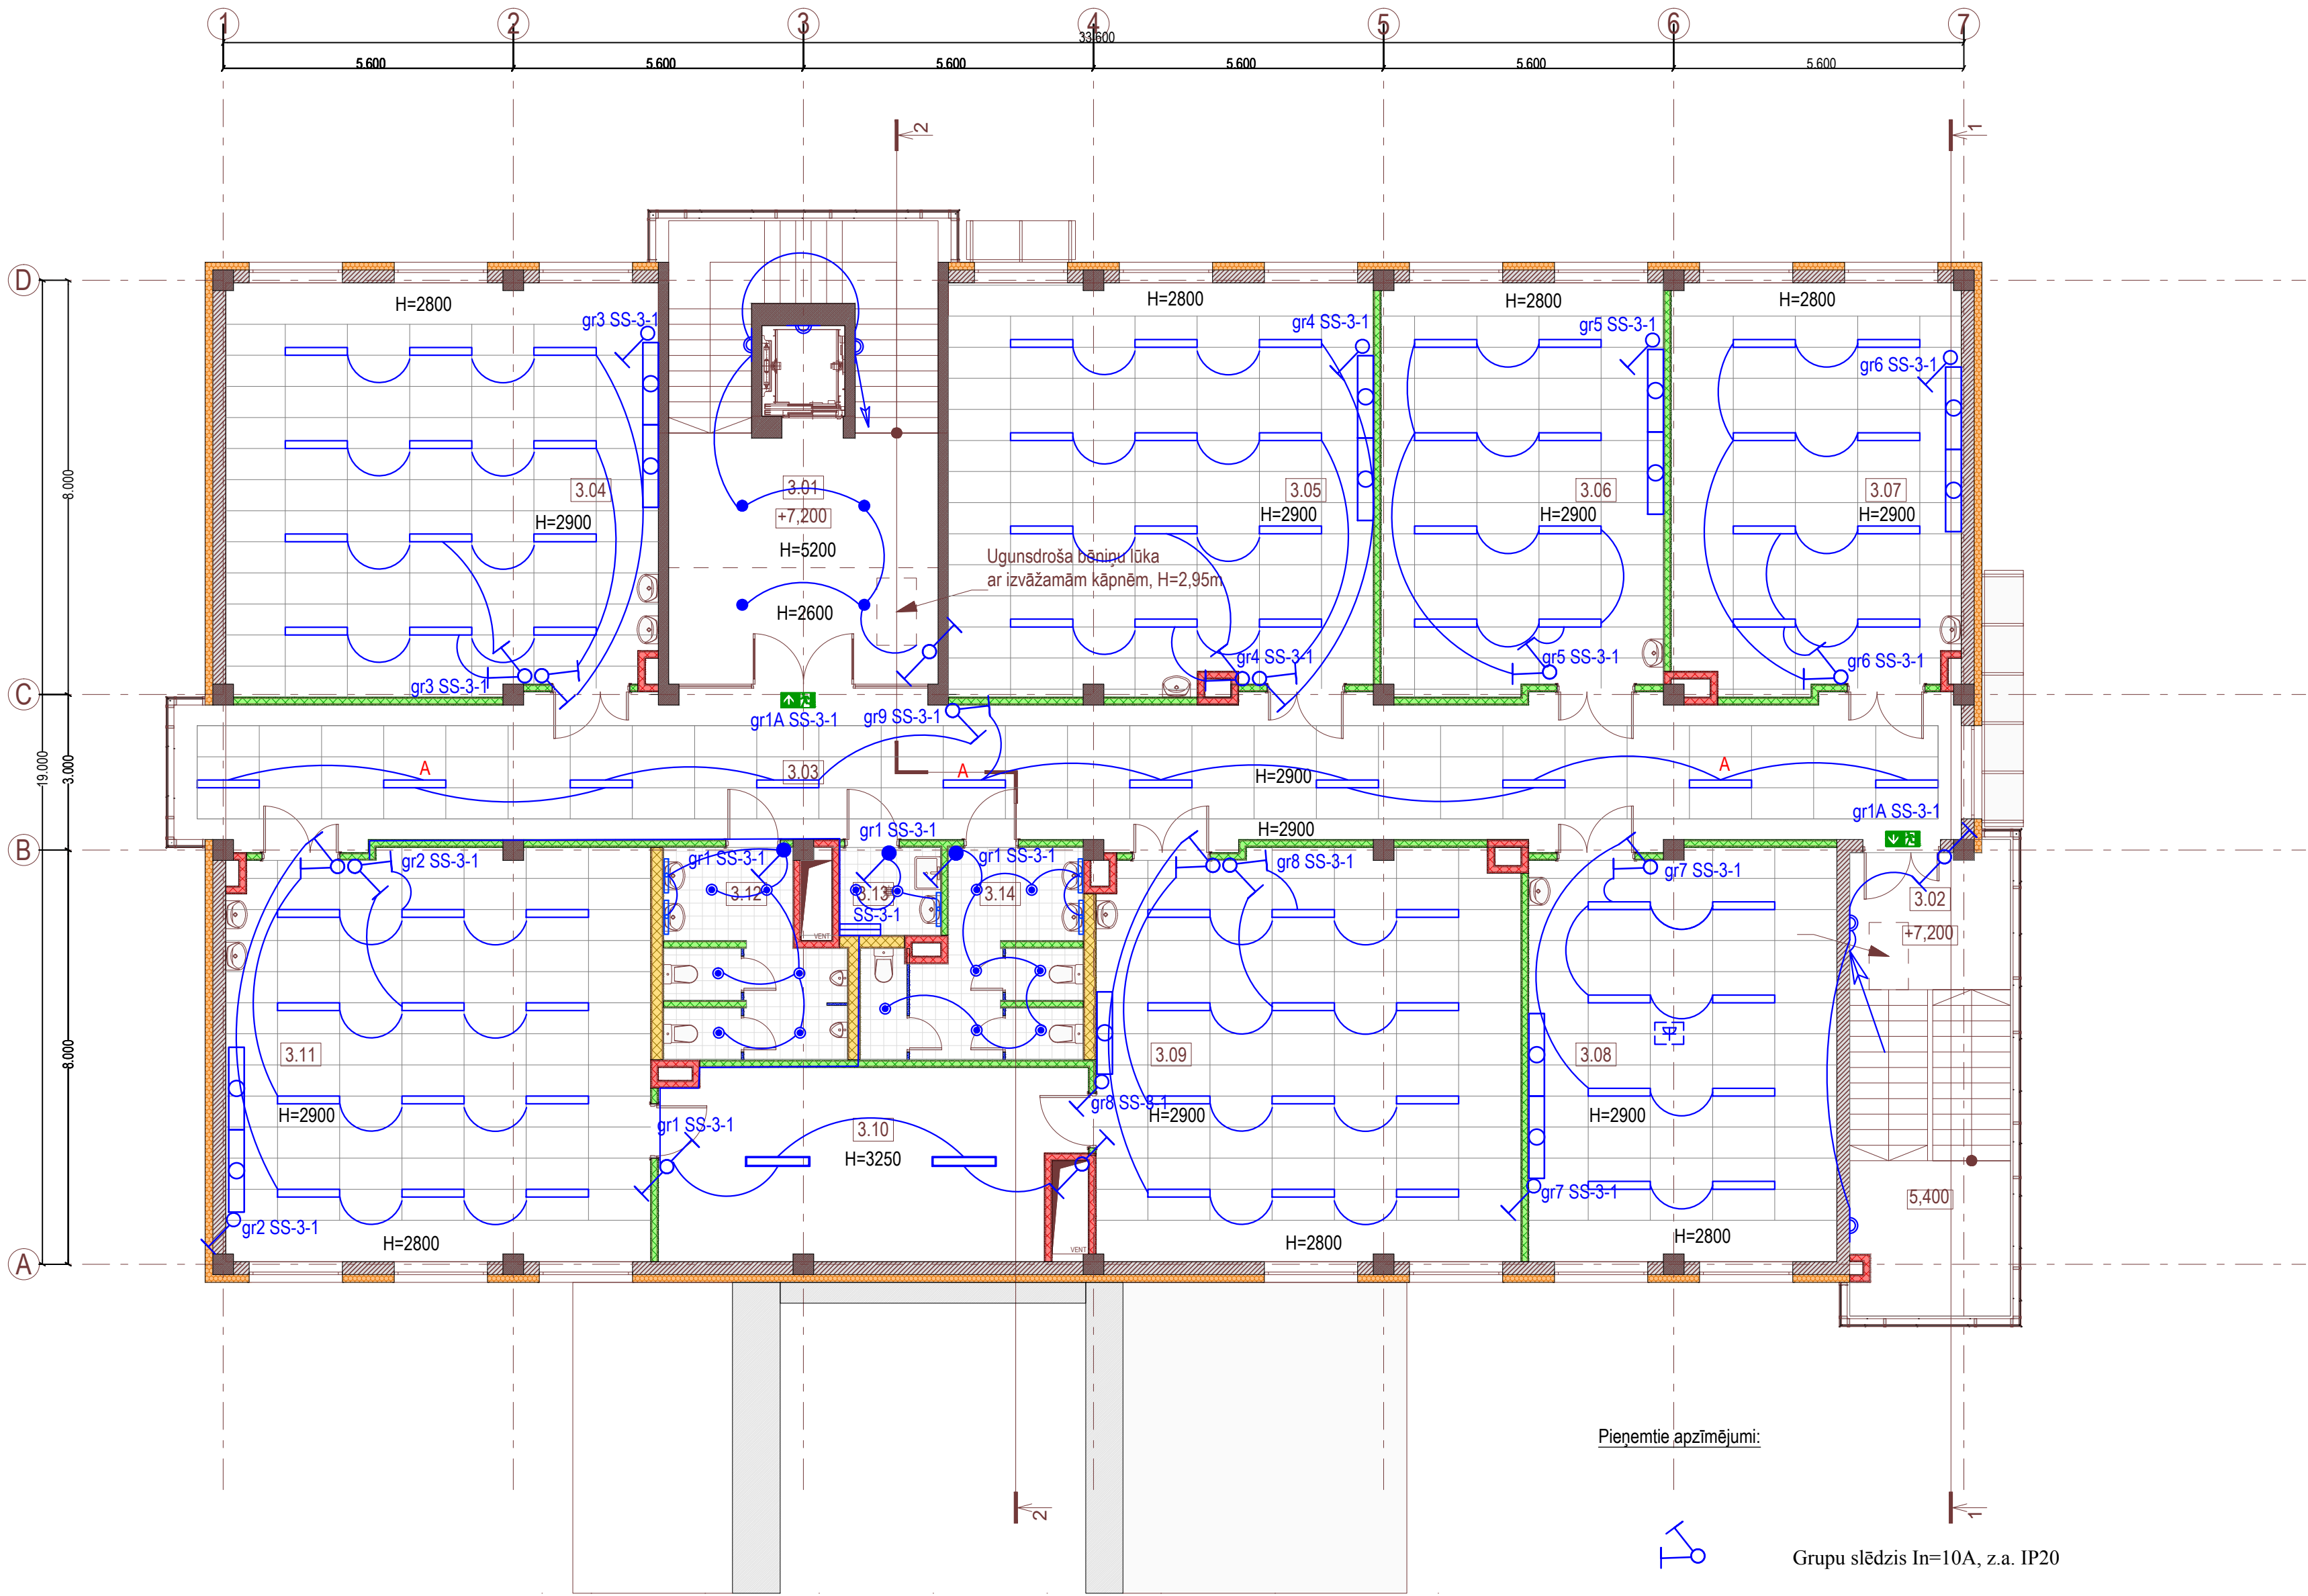 1 2 3 4 5 6 7
33.600
5.600 5.600 5.600 5.600 5.600 5.600
2 1
D
H=2800 H=2800 H=2800 H=2800
gr3 SS-3-1 gr4 SS-3-1 gr5 SS-3-1 gr6 SS-3-1
8.000
3.04 3.01 3.05 3.06 3.07
+7,200
H=2900 H=2900 H=2900 H=2900
H=5200
Ugunsdroša bēniņu lūka
ar izvāžamām kāpnēm, H=2,95m
H=2600
gr3 SS-3-1 gr4 SS-3-1 gr5 SS-3-1 gr6 SS-3-1
C
gr1A SS-3-1 gr9 SS-3-1
19.000
3.000
A 3.03 A H=2900 A
gr1A SS-3-1
gr1 SS-3-1 H=2900
B
gr2 SS-3-1 gr1 SS-3-1 gr1 SS-3-1 gr8 SS-3-1 gr7 SS-3-1
3.12 3.13 3.14 3.02
SS-3-1
VENT
+7,200
8.000
3.11 3.09 3.08
H=2900 gr1 SS-3-1 3.10 gr8 SS-3-1 H=2900 H=2900
H=3250
gr7 SS-3-1 5,400
gr2 SS-3-1
H=2800 VENT H=2800 H=2800
A
Pieņemtie apzīmējumi:
2 1
Grupu slēdzis In=10A, z.a. IP20